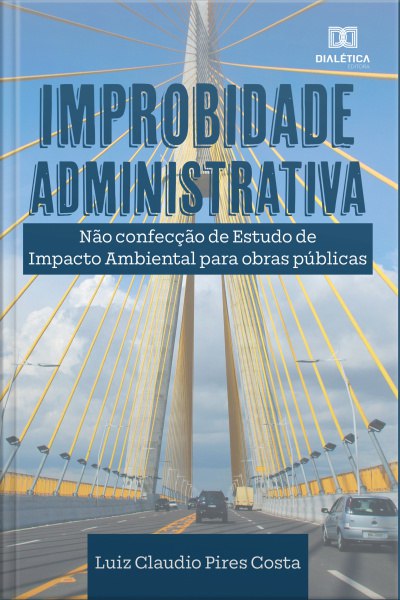 DIALÉTICA
EDITORA
IMPROBIDADE
ADMINISTRATIVA
Não confecção de Estudo de
Impacto Ambiental para obras públicas
Luiz Claudio Pires Costa